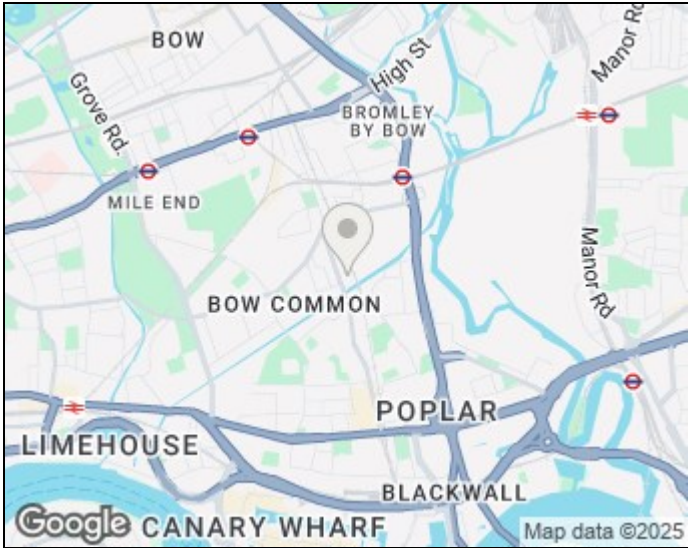 BOW
Grove Rd.
High St
Manor Rd
BROMLEY
BY BOW
MILE END
Manor Rd
BOW COMMON
POPLAR
LIMEHOUSE
BLACKWALL
Google
CANARY WHARF
Map data ©2025